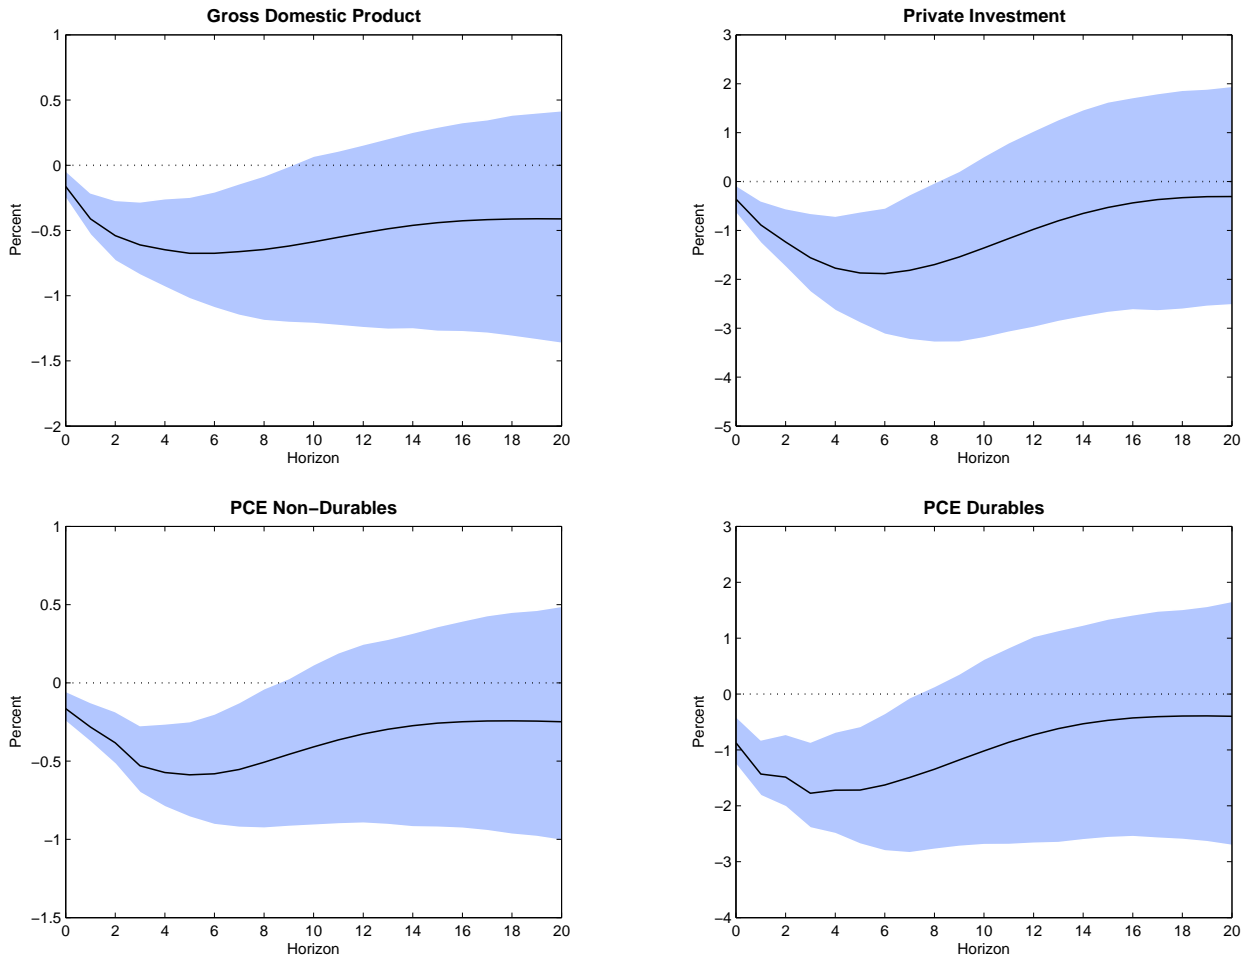 Gross Domestic Product
Percent
1
0.5
0
−0.5
−1
−1.5
−2
0 2 4 6 8 10 12 14 16 18 20
Horizon
Private Investment
Percent
3
2
1
0
−1
−2
−3
−4
−5
0 2 4 6 8 10 12 14 16 18 20
Horizon
PCE Non−Durables
Percent
1
0.5
0
−0.5
−1
−1.5
0 2 4 6 8 10 12 14 16 18 20
Horizon
PCE Durables
Percent
3
2
1
0
−1
−2
−3
−4
0 2 4 6 8 10 12 14 16 18 20
Horizon